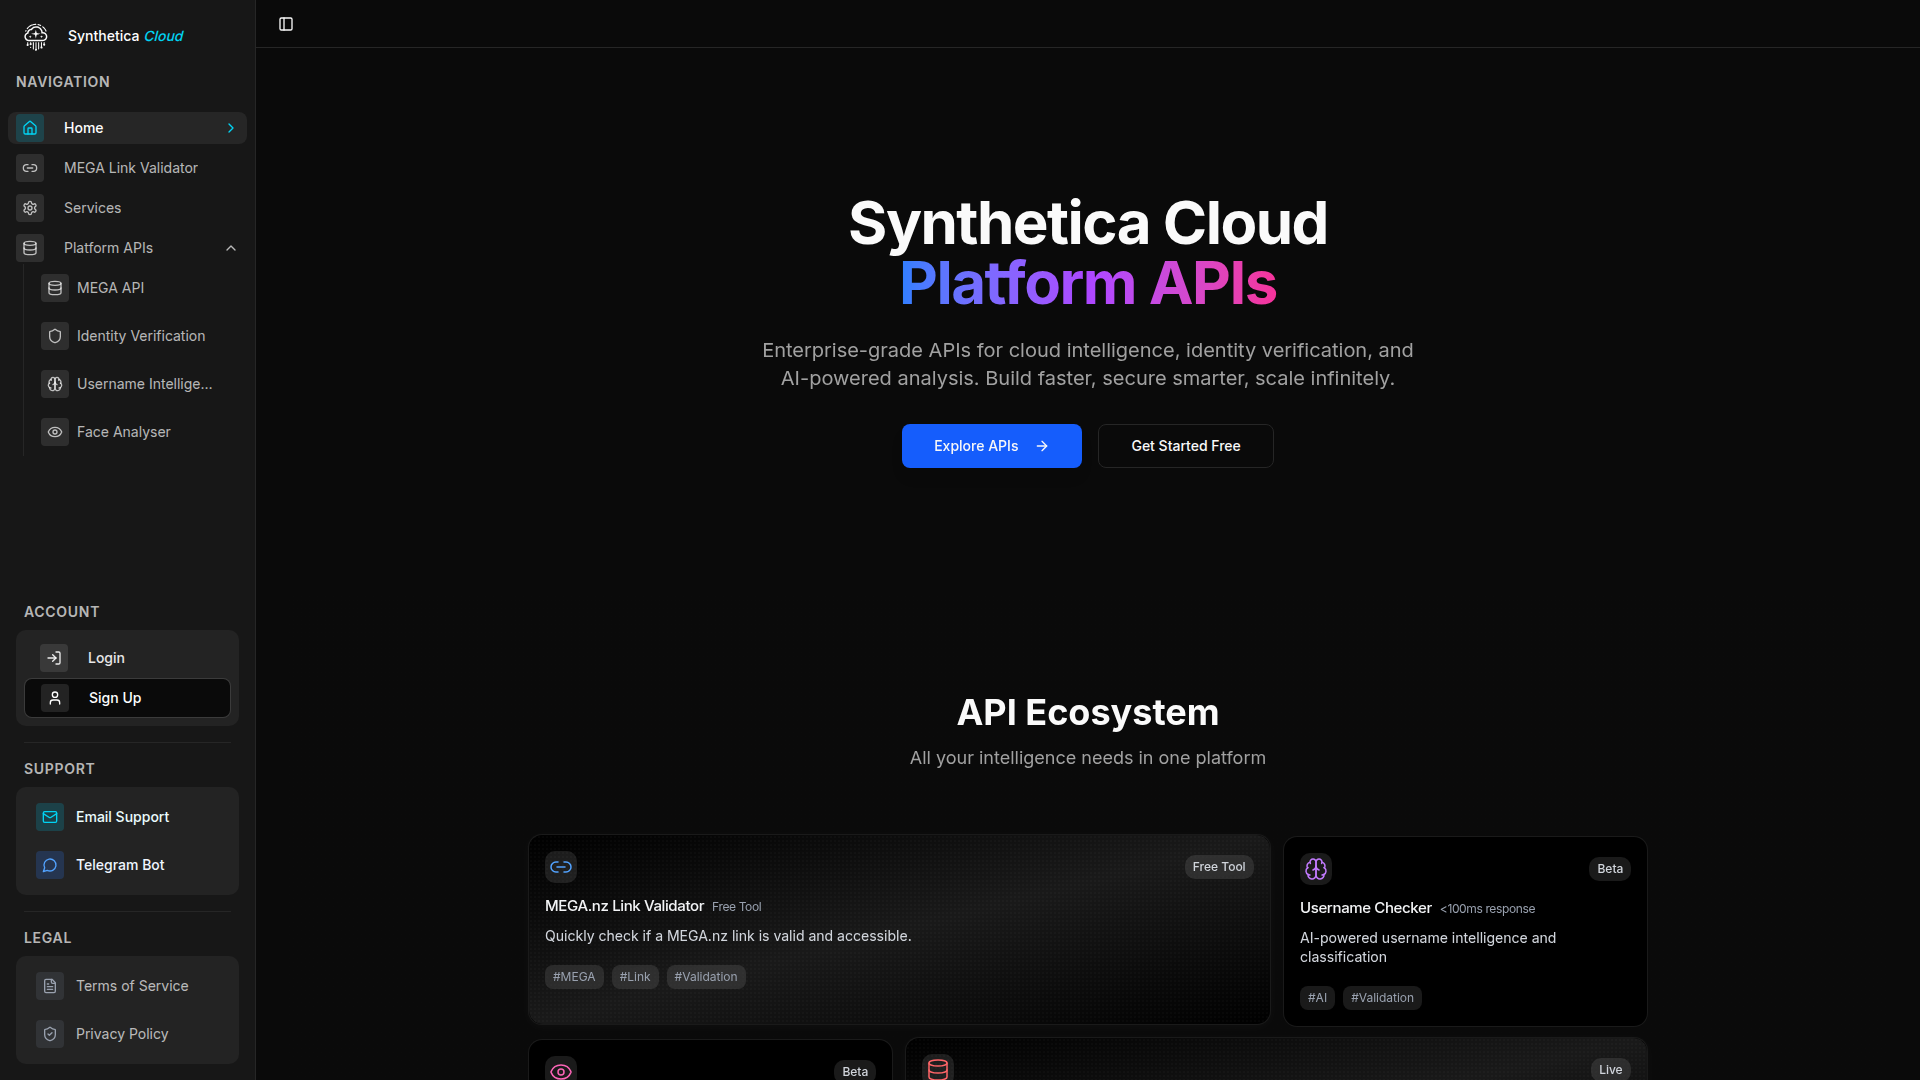 Synthetica Cloud
NAVIGATION
Home
MEGA Link Validator
Services
Platform APIs
MEGA API
Identity Verification
Username Intellige...
Face Analyser
ACCOUNT
Login
Sign Up
SUPPORT
Email Support
Telegram Bot
LEGAL
Terms of Service
Privacy Policy
Synthetica Cloud
Platform APIs
Enterprise-grade APIs for cloud intelligence, identity verification, and
AI-powered analysis. Build faster, secure smarter, scale infinitely.
Explore APIs
Get Started Free
API Ecosystem
All your intelligence needs in one platform
Free Tool
MEGA.nz Link Validator Free Tool
Quickly check if a MEGA.nz link is valid and accessible.
#MEGA #Link #Validation
Beta
Username Checker <100ms response
AI-powered username intelligence and
classification
#AI #Validation
Beta
Live